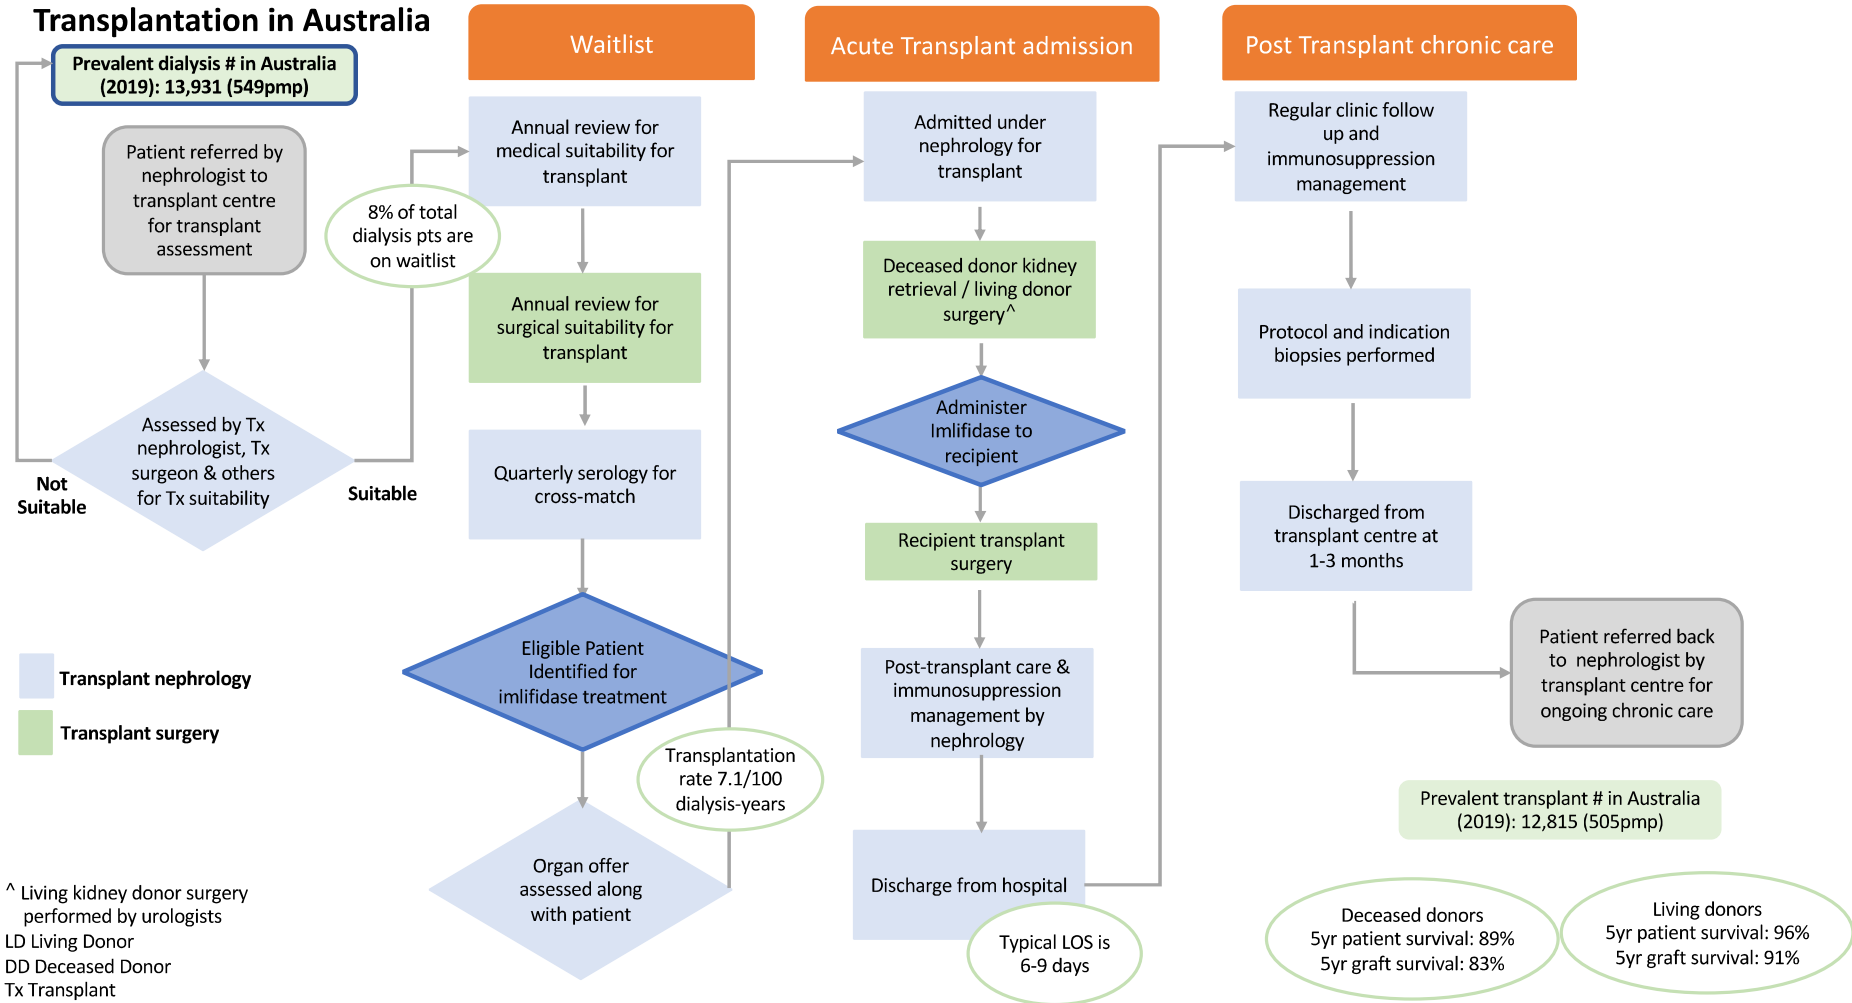 Transplantation in Australia
Prevalent dialysis # in Australia
(2019): 13,931 (549pmp)
Patient referred by
nephrologist to
transplant centre
for transplant
assessment
Assessed by Tx
nephrologist, Tx
surgeon & others
for Tx suitability
Not
Suitable
Suitable
8% of total
dialysis pts are
on waitlist
Waitlist
Annual review for
medical suitability for
transplant
Annual review for
surgical suitability for
transplant
Quarterly serology for
cross-match
Eligible Patient
Identified for
imlifidase treatment
Organ offer
assessed along
with patient
Transplantation
rate 7.1/100
dialysis-years
Acute Transplant admission
Admitted under
nephrology for
transplant
Deceased donor kidney
retrieval / living donor
surgery^
Administer
Imlifidase to
recipient
Recipient transplant
surgery
Post-transplant care &
immunosuppression
management by
nephrology
Discharge from hospital
Typical LOS is
6-9 days
Post Transplant chronic care
Regular clinic follow
up and
immunosuppression
management
Protocol and indication
biopsies performed
Discharged from
transplant centre at
1-3 months
Patient referred back
to nephrologist by
transplant centre for
ongoing chronic care
Prevalent transplant # in Australia
(2019): 12,815 (505pmp)
Deceased donors
5yr patient survival: 89%
5yr graft survival: 83%
Living donors
5yr patient survival: 96%
5yr graft survival: 91%
Transplant nephrology
Transplant surgery
^ Living kidney donor surgery
performed by urologists
LD Living Donor
DD Deceased Donor
Tx Transplant